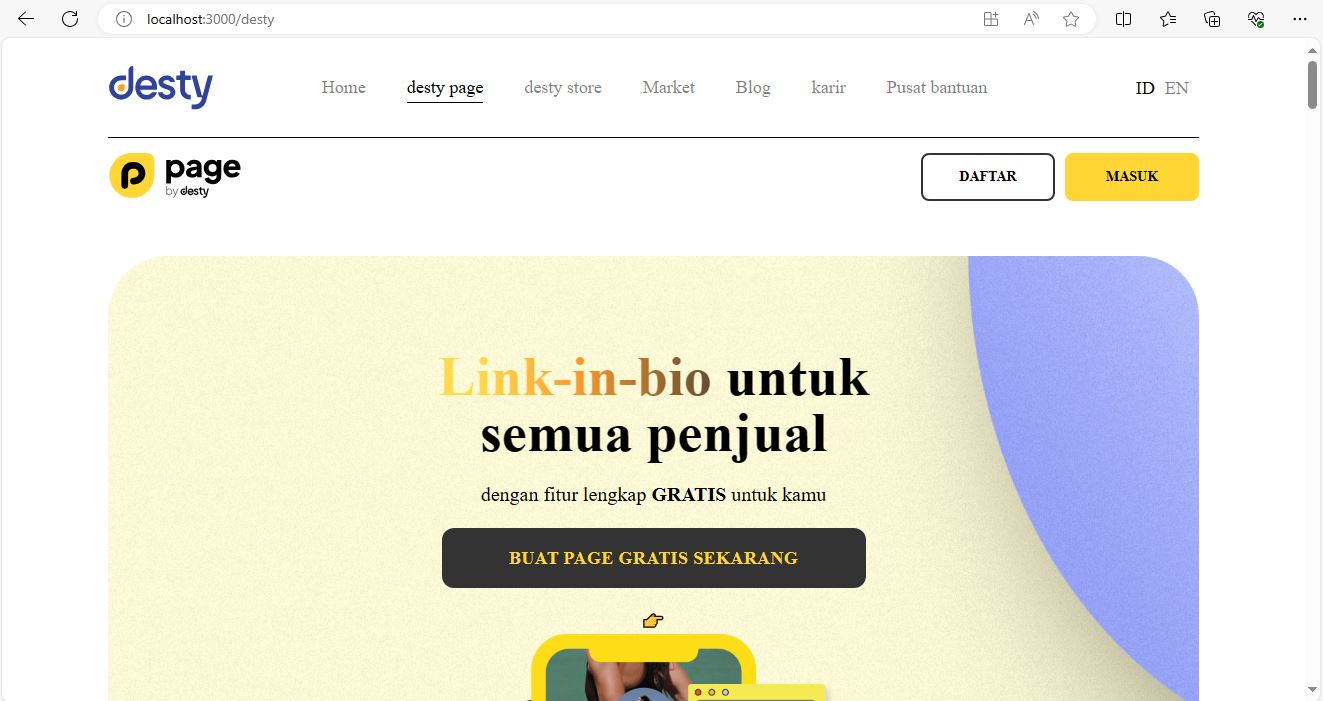 localhost:3000/desty
desty
Home desty page desty store Market Blog karir Pusat bantuan
ID EN
page
by desty
DAFTAR MASUK
Link-in-bio untuk
semua penjual
dengan fitur lengkap GRATIS untuk kamu
BUAT PAGE GRATIS SEKARANG